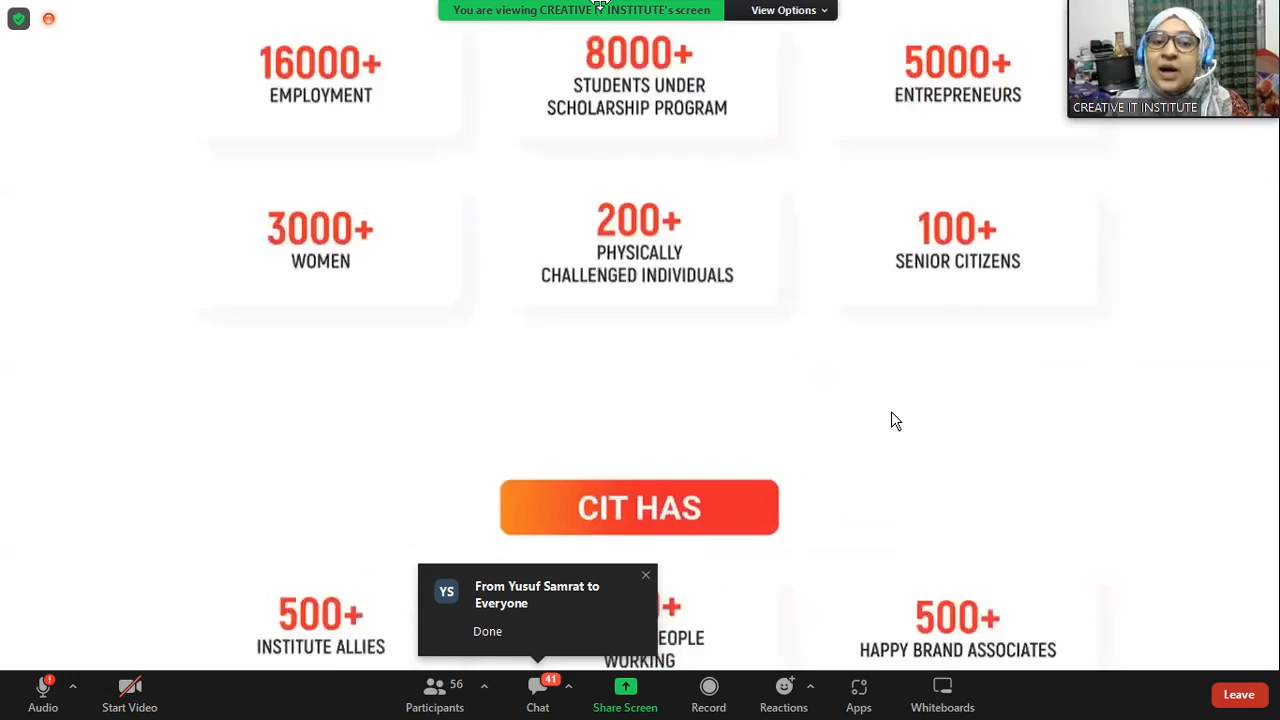 You are viewing CREATIVE IT INSTITUTE's screen
View Options
16000+
EMPLOYMENT
8000+
STUDENTS UNDER
SCHOLARSHIP PROGRAM
5000+
ENTREPRENEURS
CREATIVE IT INSTITUTE
3000+
WOMEN
200+
PHYSICALLY
CHALLENGED INDIVIDUALS
100+
SENIOR CITIZENS
CIT HAS
YS
From Yusuf Samrat to
Everyone
Done
500+
INSTITUTE ALLIES
WORKING
500+
HAPPY BRAND ASSOCIATES
Audio
Start Video
56
Participants
41
Chat
Share Screen
Record
Reactions
Apps
Whiteboards
Leave